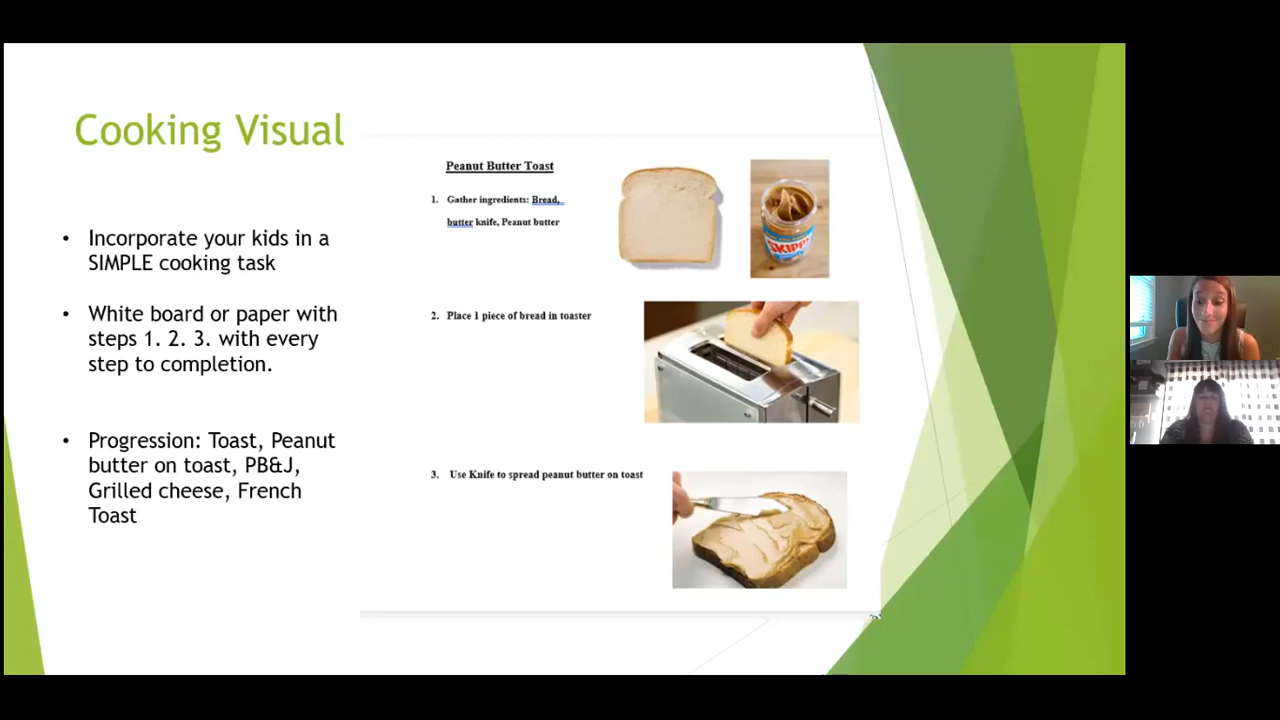 Cooking Visual
• Incorporate your kids in a
SIMPLE cooking task
• White board or paper with
steps 1. 2. 3. with every
step to completion.
• Progression: Toast, Peanut
butter on toast, PB&J,
Grilled cheese, French
Toast
Peanut Butter Toast
1. Gather ingredients: Bread,
butter knife, Peanut butter
SKIPPY
2. Place 1 piece of bread in toaster
3. Use Knife to spread peanut butter on toast